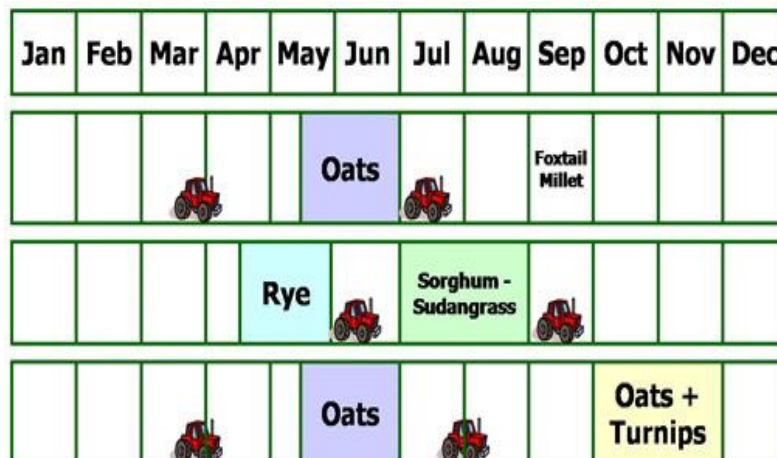 Jan Feb Mar Apr May Jun Jul Aug Sep Oct Nov Dec
Oats
Foxtail
Millet
Rye
Sorghum -
Sudangrass
Oats
Oats +
Turnips